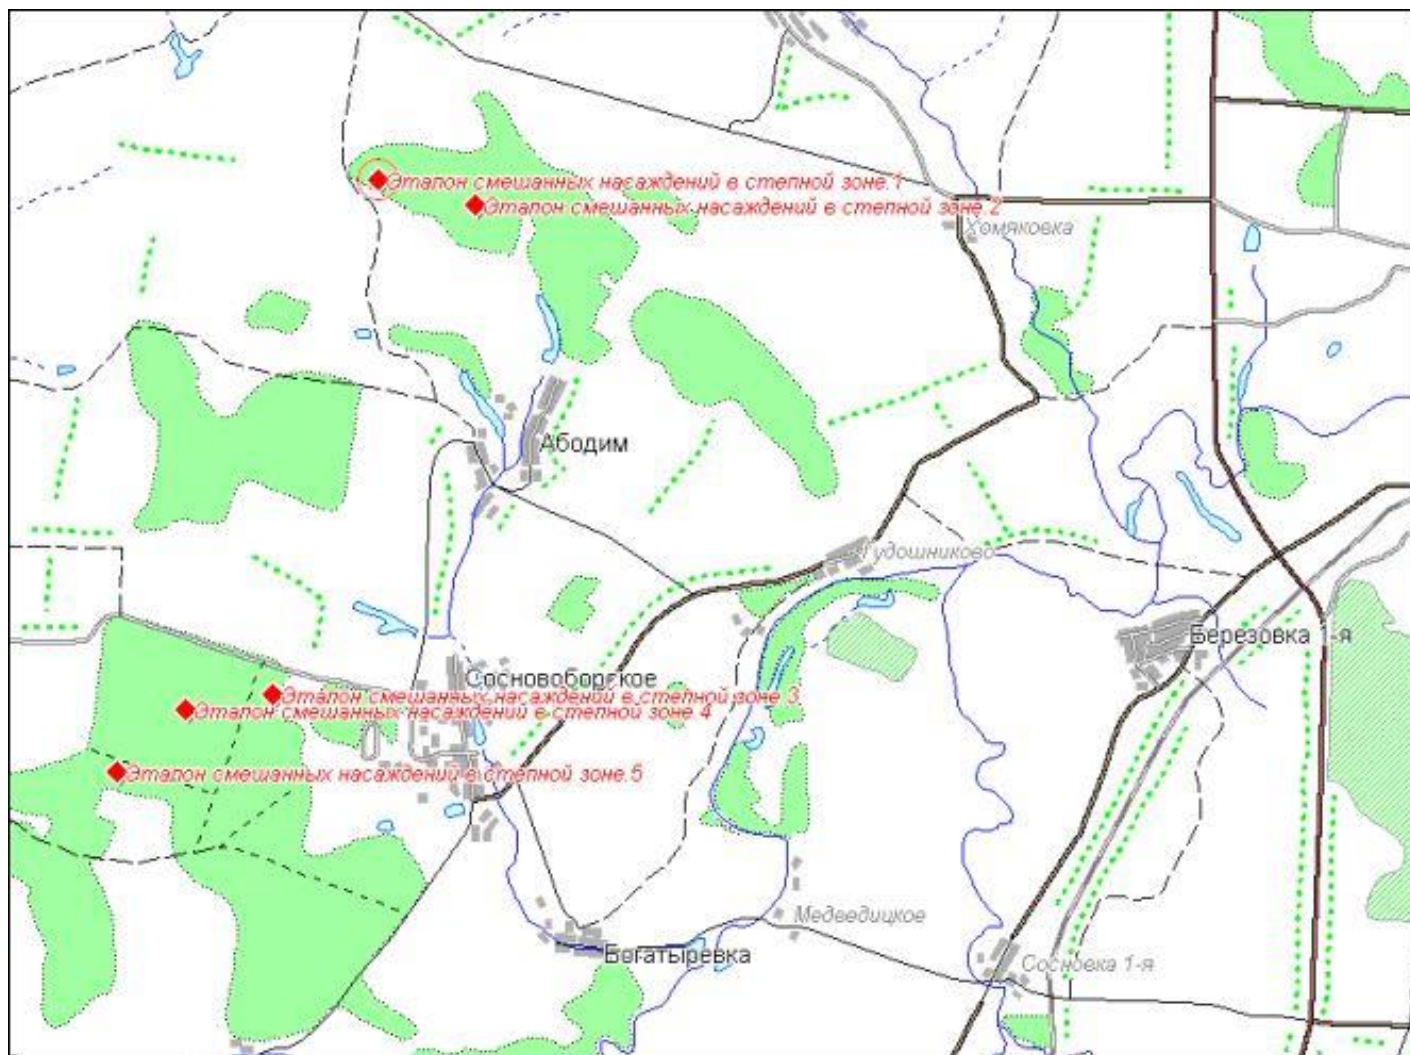 Эталон смешанных насаждений в степной зоне.1
Эталон смешанных насаждений в степной зоне.2
Хомяковка
Абодим
Гудошниково
Березовка 1-я
Сосновоборское
Эталон смешанных насаждений в степной зоне.3
Эталон смешанных насаждений в степной зоне.4
Эталон смешанных насаждений в степной зоне.5
Медведицкое
Богатыревка
Сосновка 1-я